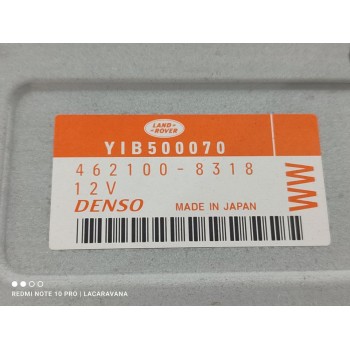 LAND-
-ROVER
YIB500070
462100-8318
12V
DENSO MADE IN JAPAN
WW
REDMI NOTE 10 PRO | LACARAVANA